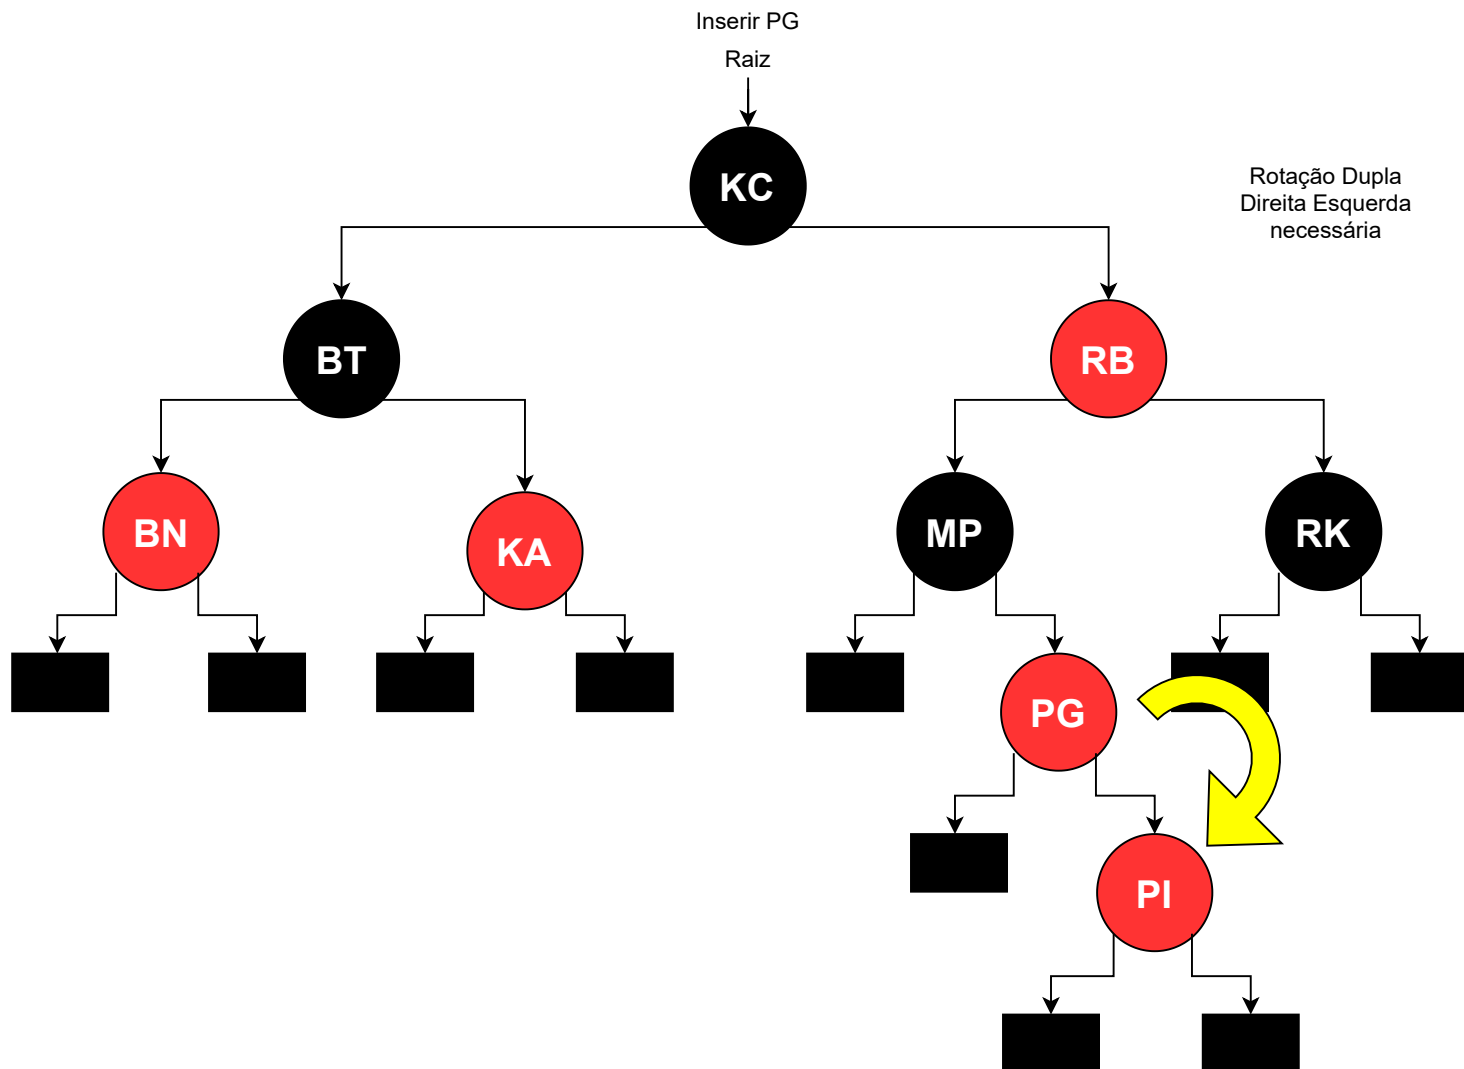 Inserir PG
Raiz
KC
Rotação Dupla
Direita Esquerda
necessária
BT
RB
BN
KA
MP
RK
PG
PI